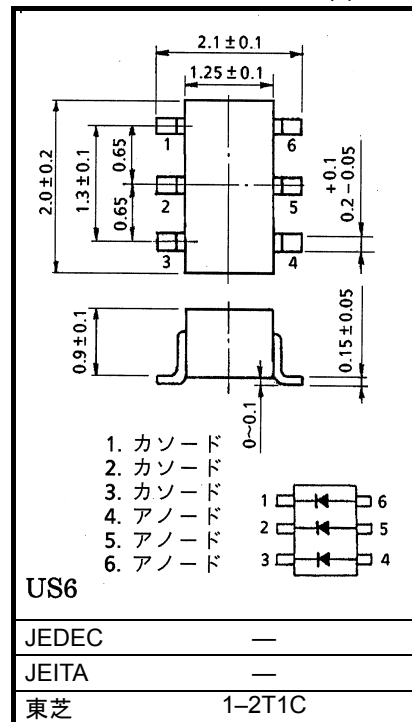 2.1±0.1
1.25±0.1
1
6
2
5
3
4
2.0±0.2
1.3±0.1
0.65
0.65
+0.1
0.2−0.05
0.9±0.1
0.15±0.05
0~0.1
1. カソード
2. カソード
3. カソード
4. アノード
5. アノード
6. アノード
1 6
2 5
3 4
US6
JEDEC —
JEITA —
東芝 1–2T1C